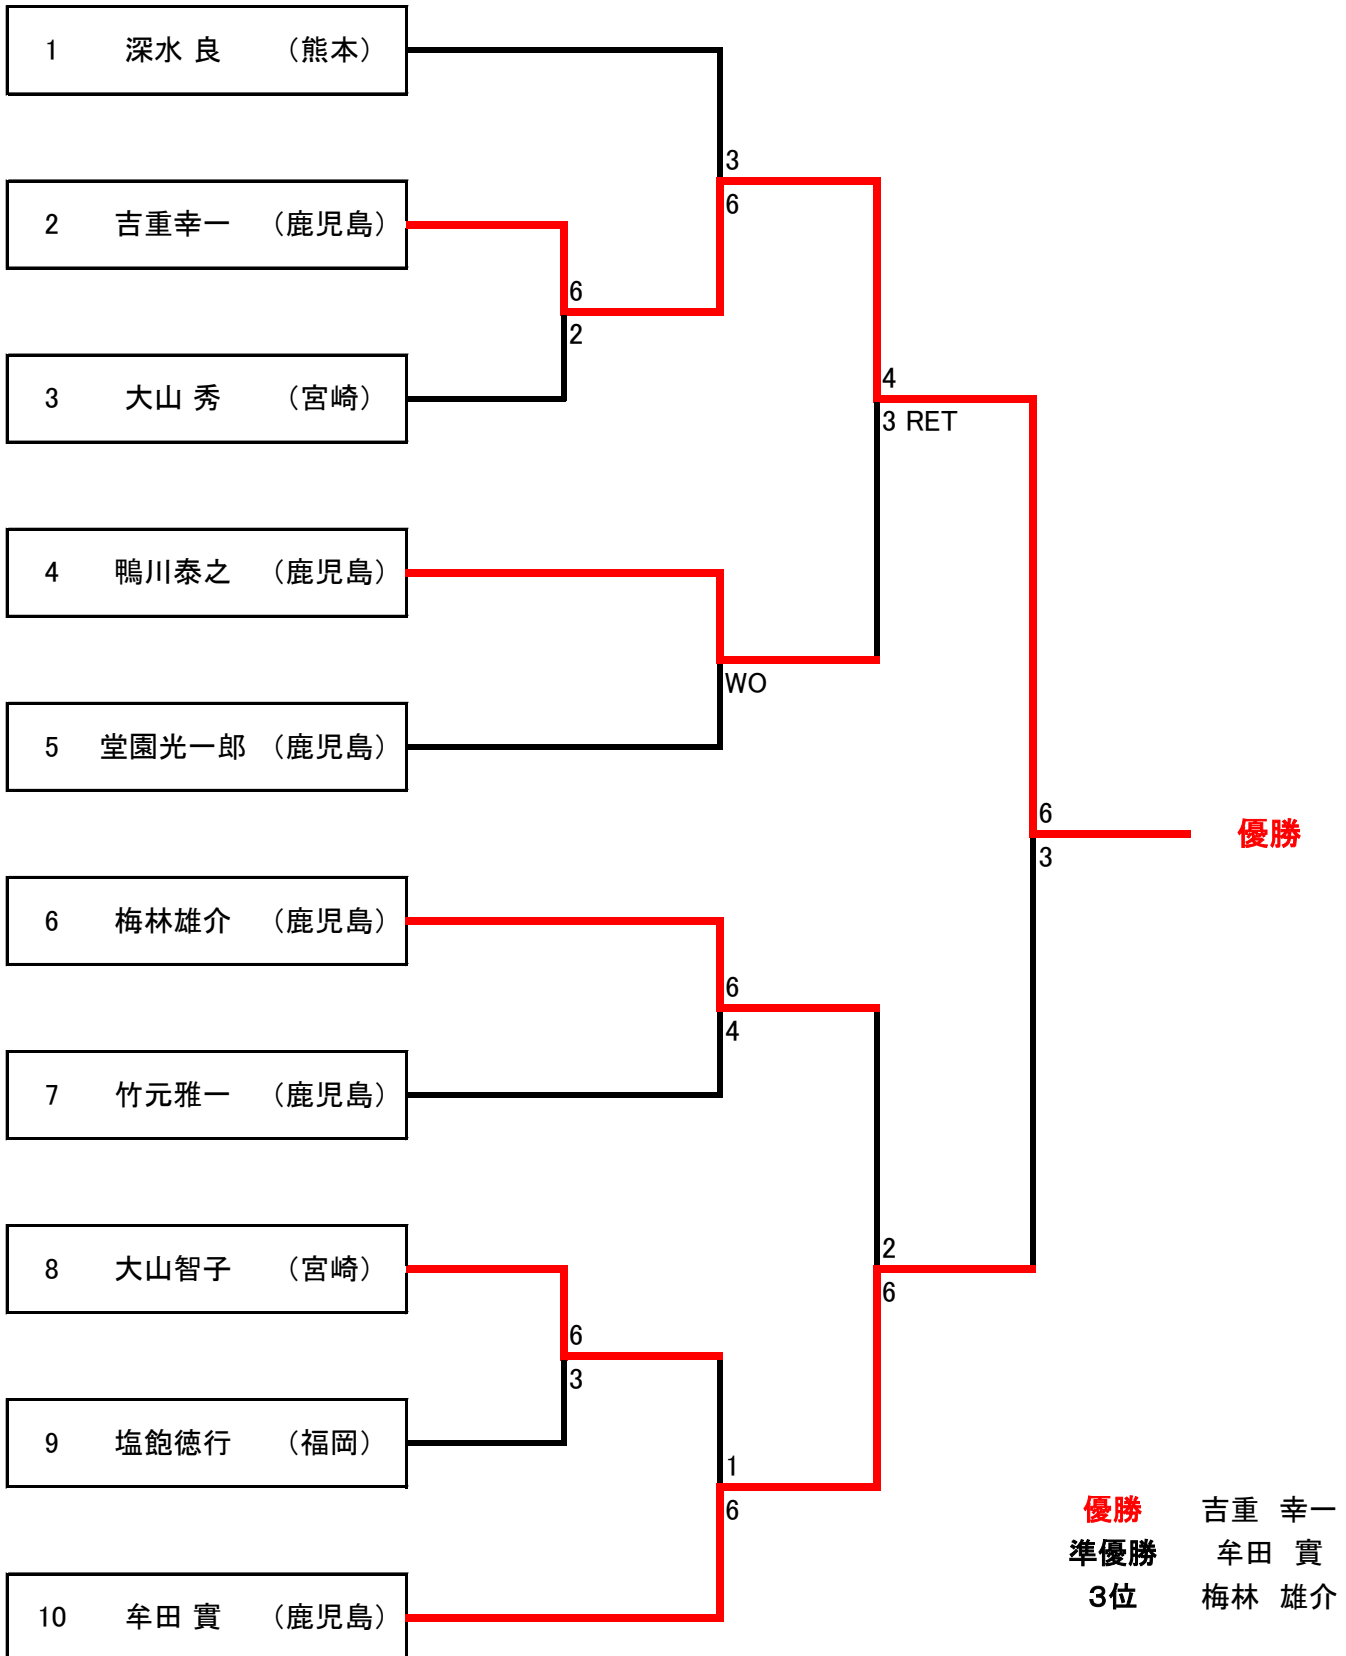 1 深水 良 （熊本）
3
2 吉重幸一 （鹿児島）
6
6
2
3 大山 秀 （宮崎）
4
3 RET
4 鴨川泰之 （鹿児島）
WO
5 堂園光一郎 （鹿児島）
6
優勝
3
6 梅林雄介 （鹿児島）
6
4
7 竹元雅一 （鹿児島）
2
8 大山智子 （宮崎）
6
6
3
9 塩飽徳行 （福岡）
1
6
優勝 吉重 幸一
準優勝 牟田 實
3位 梅林 雄介
10 牟田 實 （鹿児島）